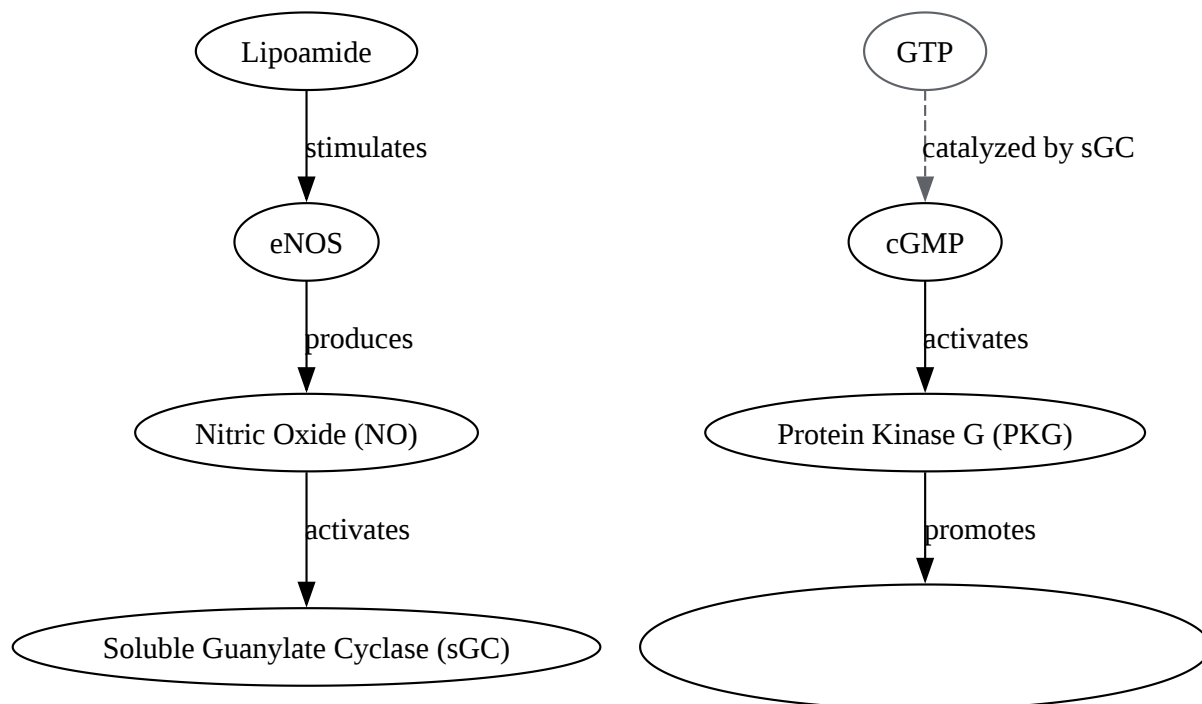 Lipoamide
stimulates
eNOS
produces
Nitric Oxide (NO)
activates
Soluble Guanylate Cyclase (sGC)
GTP
catalyzed by sGC
cGMP
activates
Protein Kinase G (PKG)
promotes